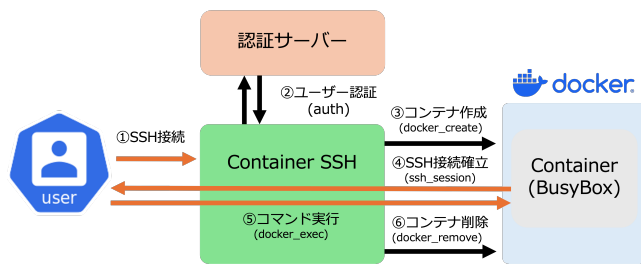 認証サーバー
②ユーザー認証
(auth)
docker
③コンテナ作成
(docker_create)
①SSH接続
Container SSH
④SSH接続確立
(ssh_session)
Container
(BusyBox)
user
⑤コマンド実行
(docker_exec)
⑥コンテナ削除
(docker_remove)